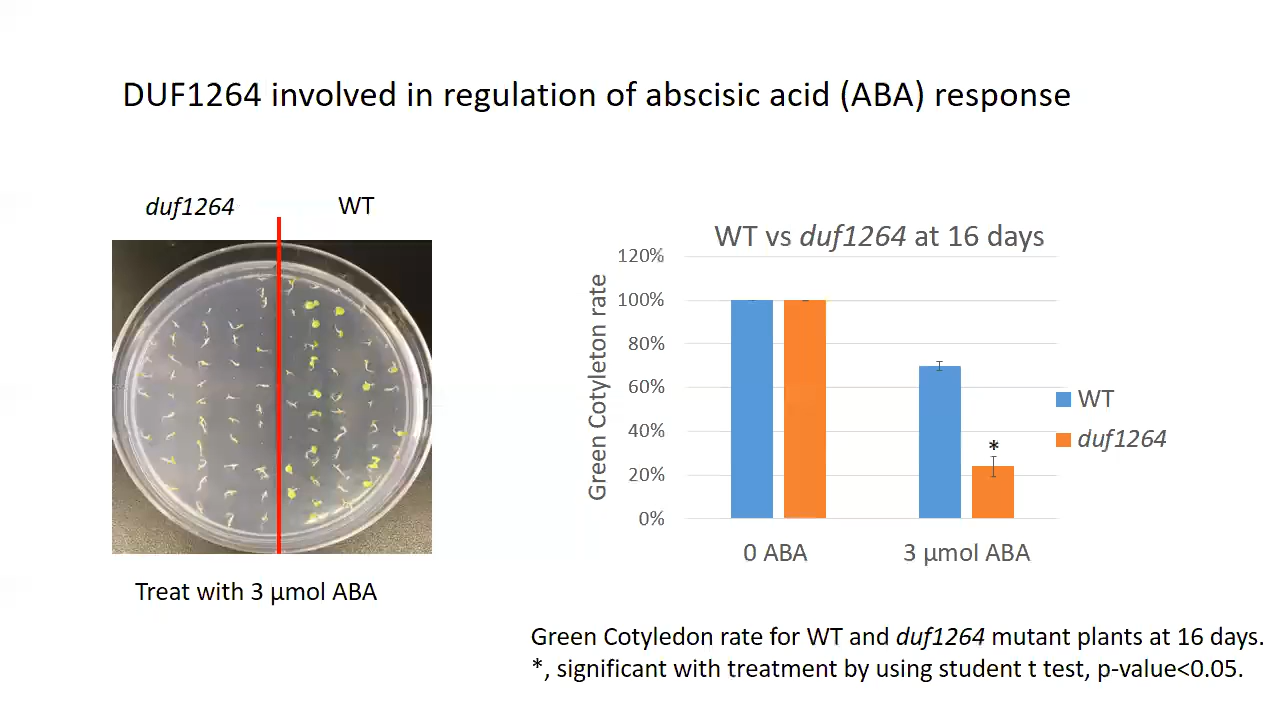 DUF1264 involved in regulation of abscisic acid (ABA) response
duf1264
WT
Treat with 3 µmol ABA
WT vs duf1264 at 16 days
Green Cotyleton rate
120%
100%
80%
60%
40%
20%
0%
*
0 ABA
3 µmol ABA
WT
duf1264
Green Cotyledon rate for WT and duf1264 mutant plants at 16 days.
*, significant with treatment by using student t test, p-value<0.05.